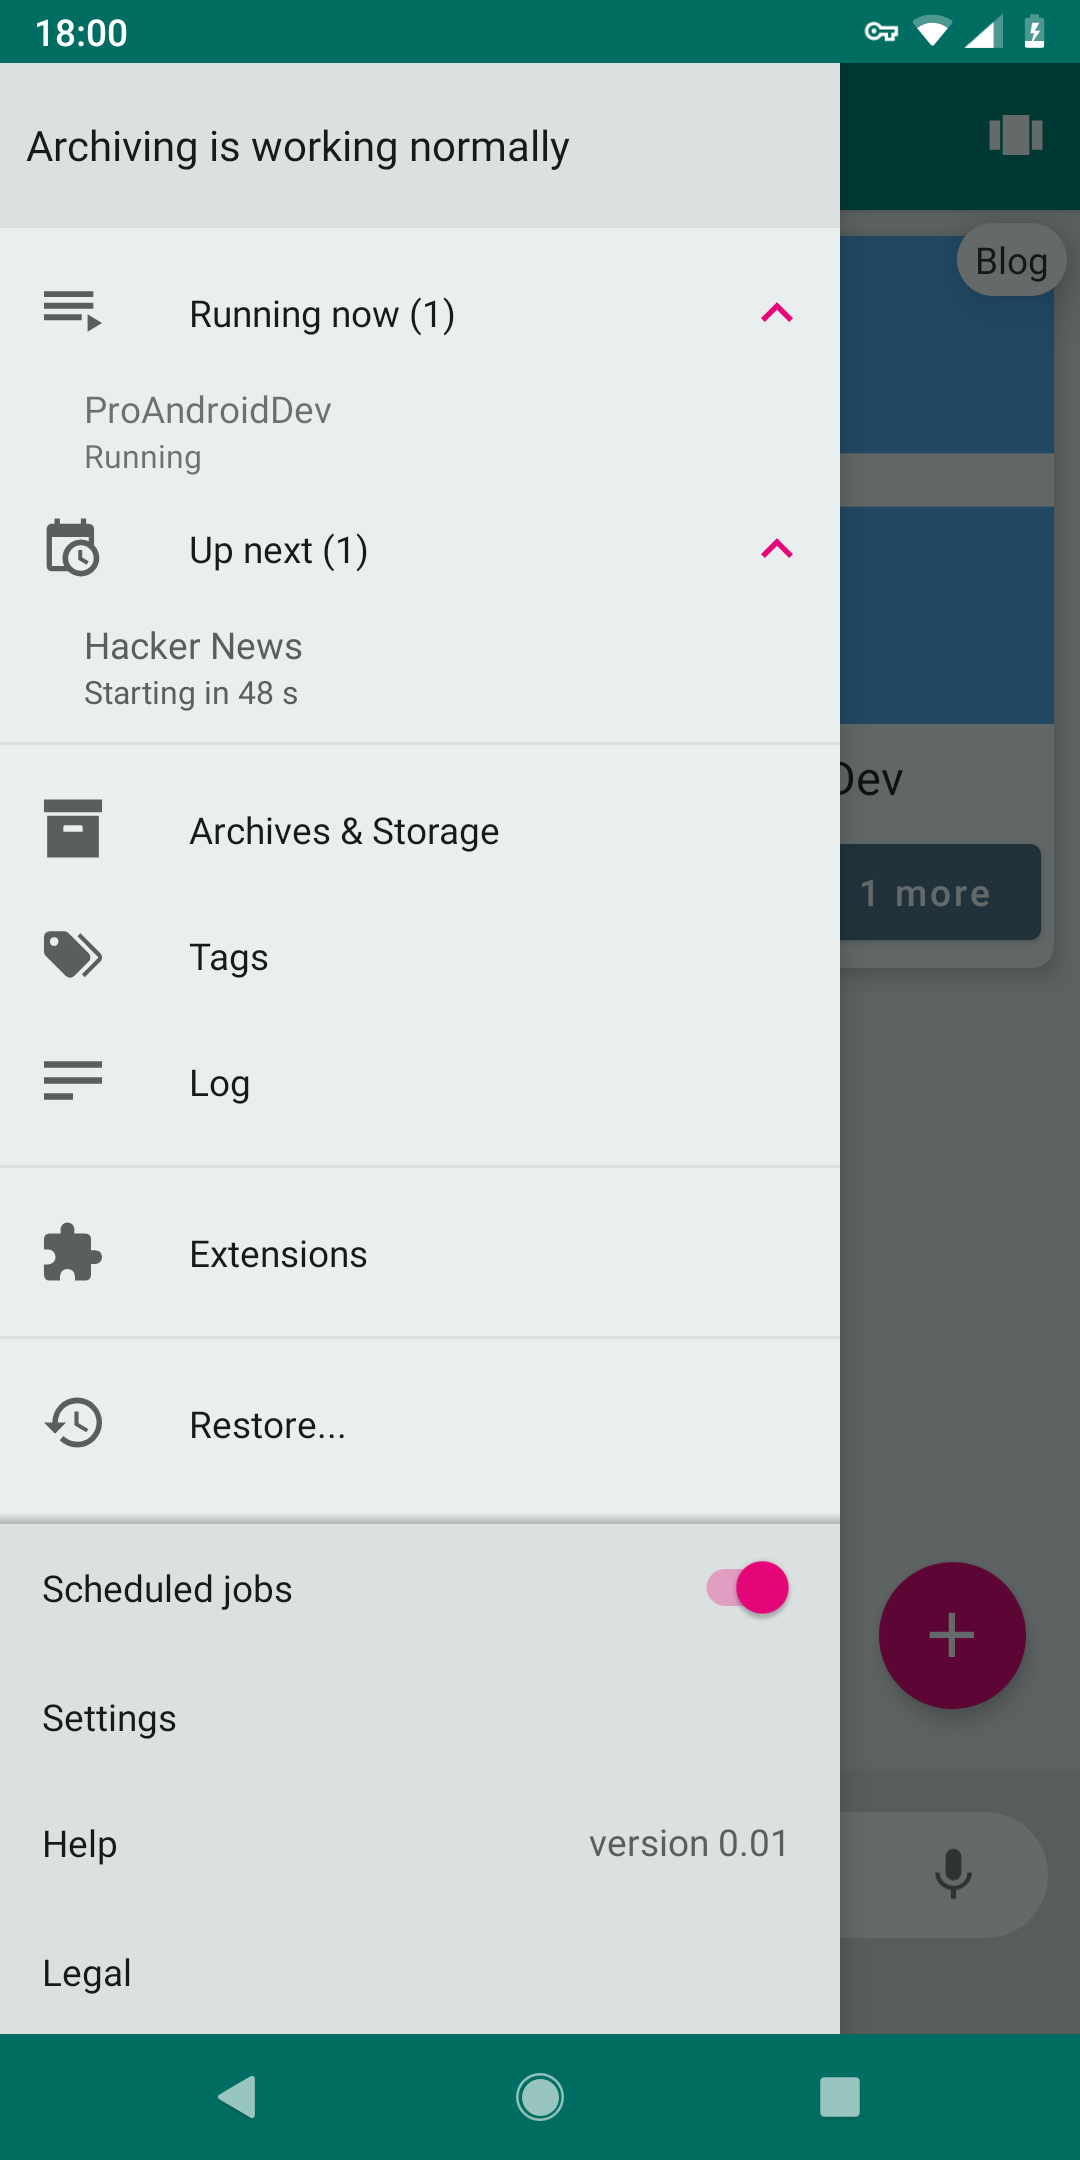 18:00
Archiving is working normally
Blog
Running now (1)
ProAndroidDev
Running
Up next (1)
Hacker News
Starting in 48 s
Dev
Archives & Storage
1 more
Tags
Log
Extensions
Restore...
Scheduled jobs
Settings
Help
version 0.01
Legal